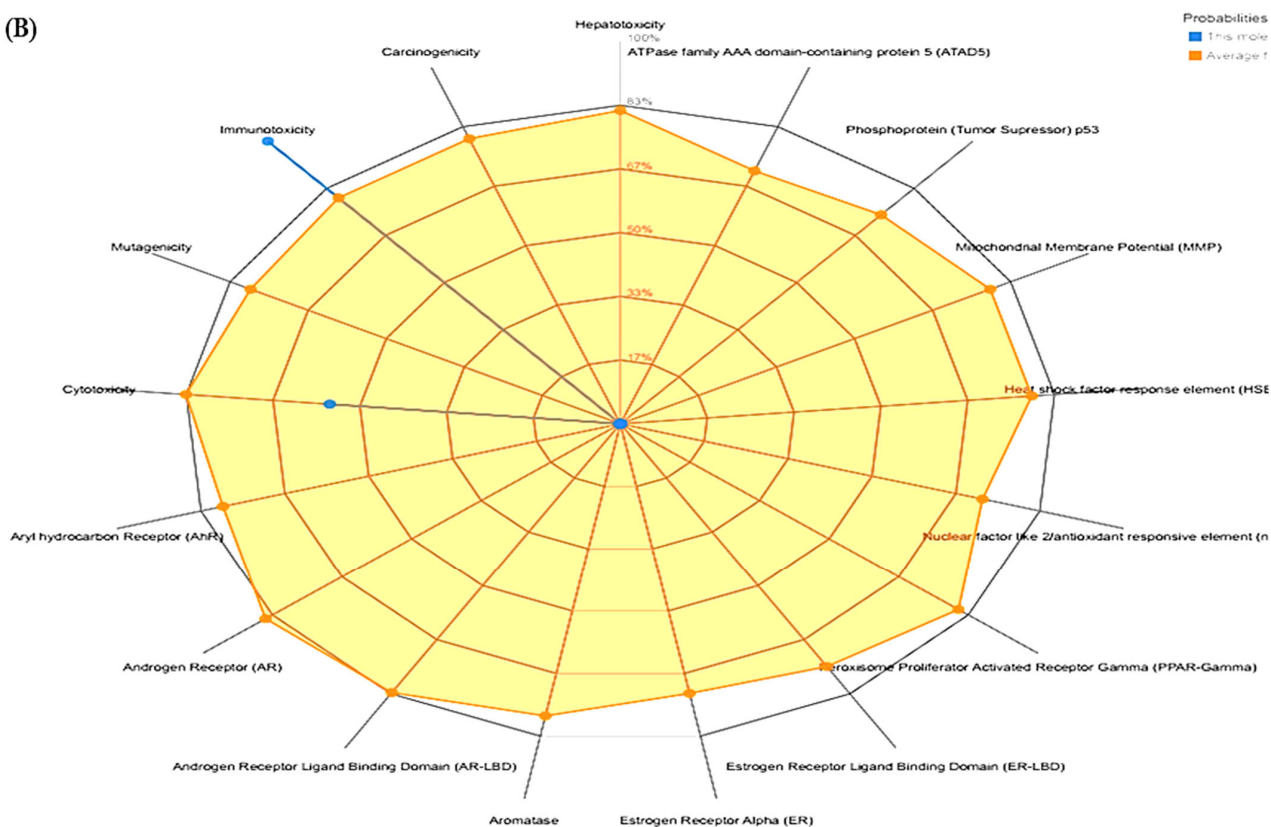 (B)
Hepatotoxicity
Probabilities
100%
This mole
Carcinogenicity
ATPase family AAA domain-containing protein 5 (ATAD5)
Average f
83%
Immunotoxicity
Phosphoprotein (Tumor Supressor) p53
67%
50%
Mutagenicity
Mitochondrial Membrane Potential (MMP)
33%
17%
Cytotoxicity
Heat shock factor response element (HSE
Aryl hydrocarbon Receptor (AhR)
Nuclear factor like 2/antioxidant responsive element (n
Androgen Receptor (AR)
Peroxisome Proliferator Activated Receptor Gamma (PPAR-Gamma)
Androgen Receptor Ligand Binding Domain (AR-LBD)
Estrogen Receptor Ligand Binding Domain (ER-LBD)
Aromatase
Estrogen Receptor Alpha (ER)